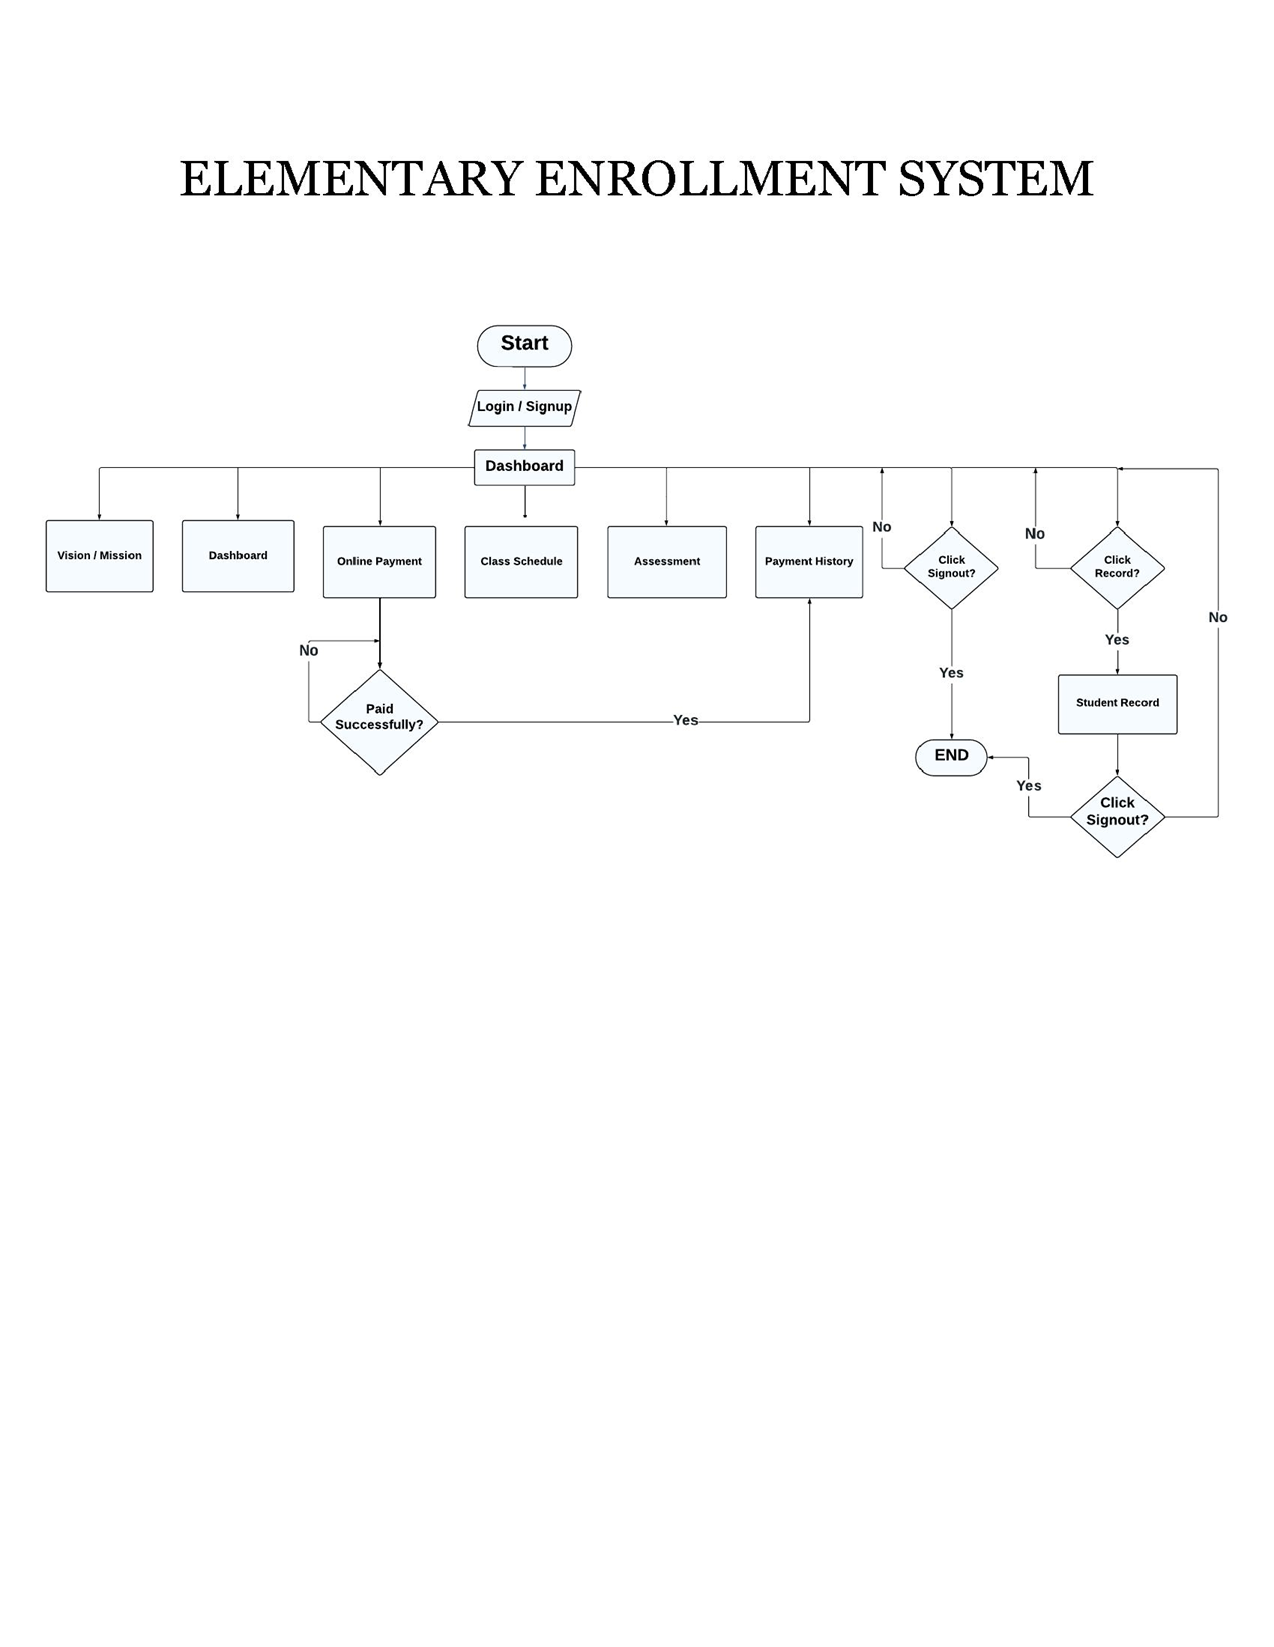 ELEMENTARY ENROLLMENT SYSTEM
Start
Login / Signup
Dashboard
Vision / Mission
Dashboard
Online Payment
Class Schedule
Assessment
Payment History
No
Click
Signout?
No
Click
Record?
No
Yes
No
Yes
Student Record
Paid
Successfully?
Yes
END
Yes
Click
Signout?